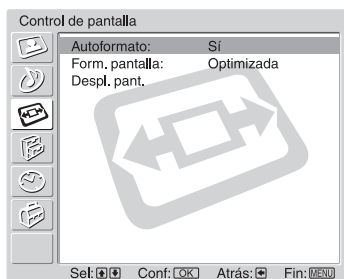 Control de pantalla
Autoformato: Sí
Form. pantalla: Optimizada
Despl. pant.
Sel: Conf: OK Atrás: Fin: MENU